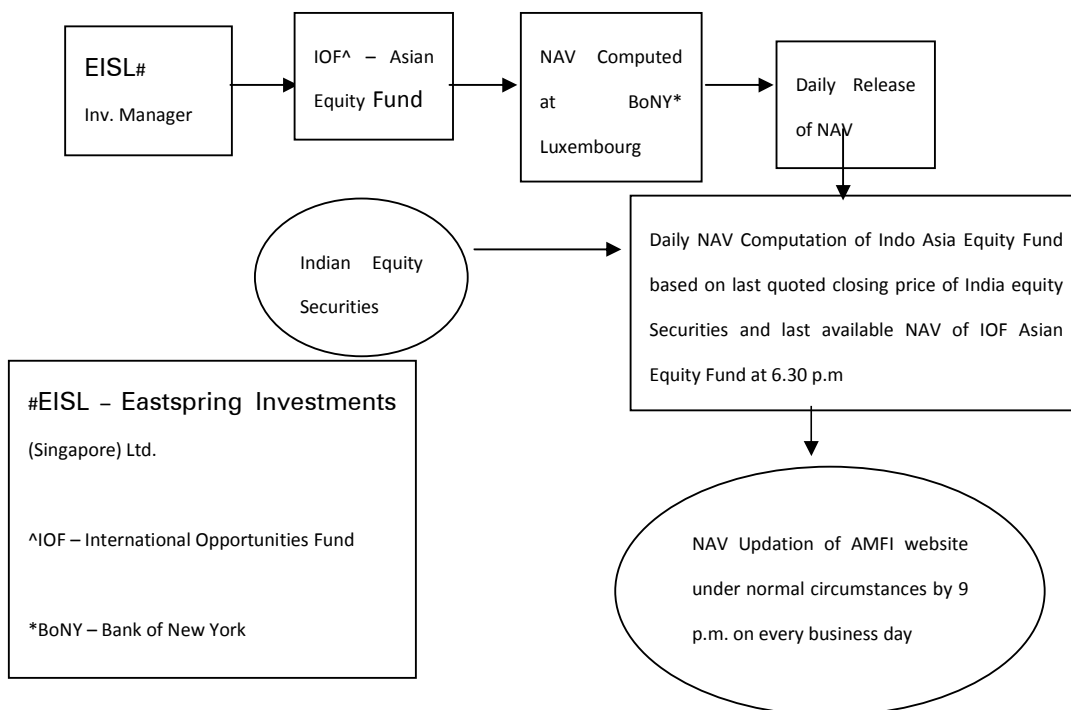 EISL#
Inv. Manager
IOF^ – Asian
Equity Fund
NAV Computed
at BoNY*
Luxembourg
Daily Release
of NAV
Indian Equity
Securities
Daily NAV Computation of Indo Asia Equity Fund
based on last quoted closing price of India equity
Securities and last available NAV of IOF Asian
Equity Fund at 6.30 p.m
#EISL – Eastspring Investments
(Singapore) Ltd.
^IOF – International Opportunities Fund
*BoNY – Bank of New York
NAV Updation of AMFI website
under normal circumstances by 9
p.m. on every business day